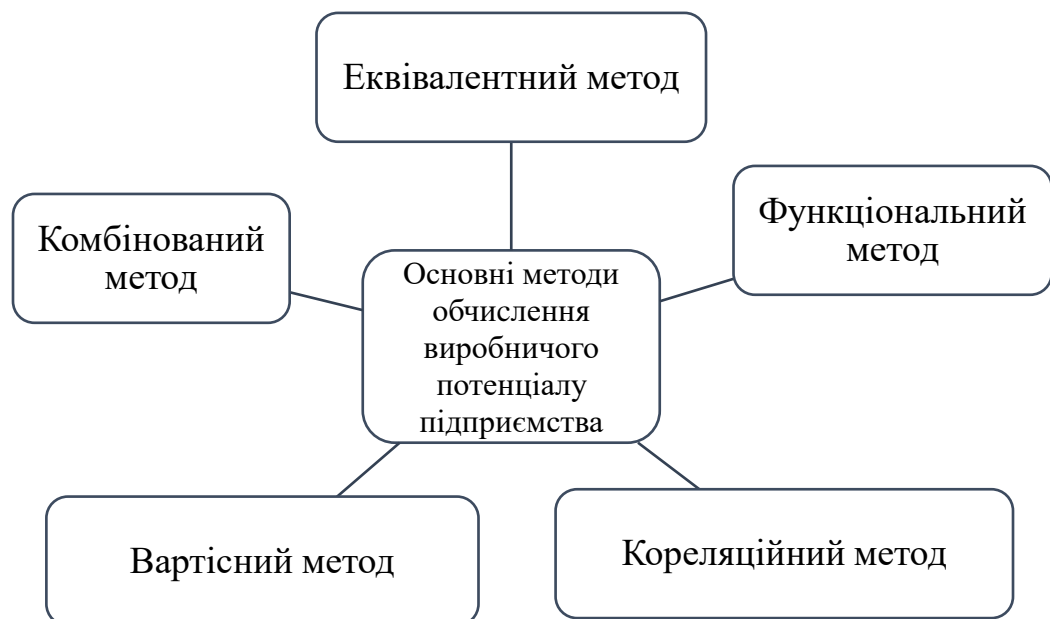 Еквівалентний метод
Функціональний
метод
Комбінований
метод
Основні методи
обчислення
виробничого
потенціалу
підприємства
Вартісний метод
Кореляційний метод